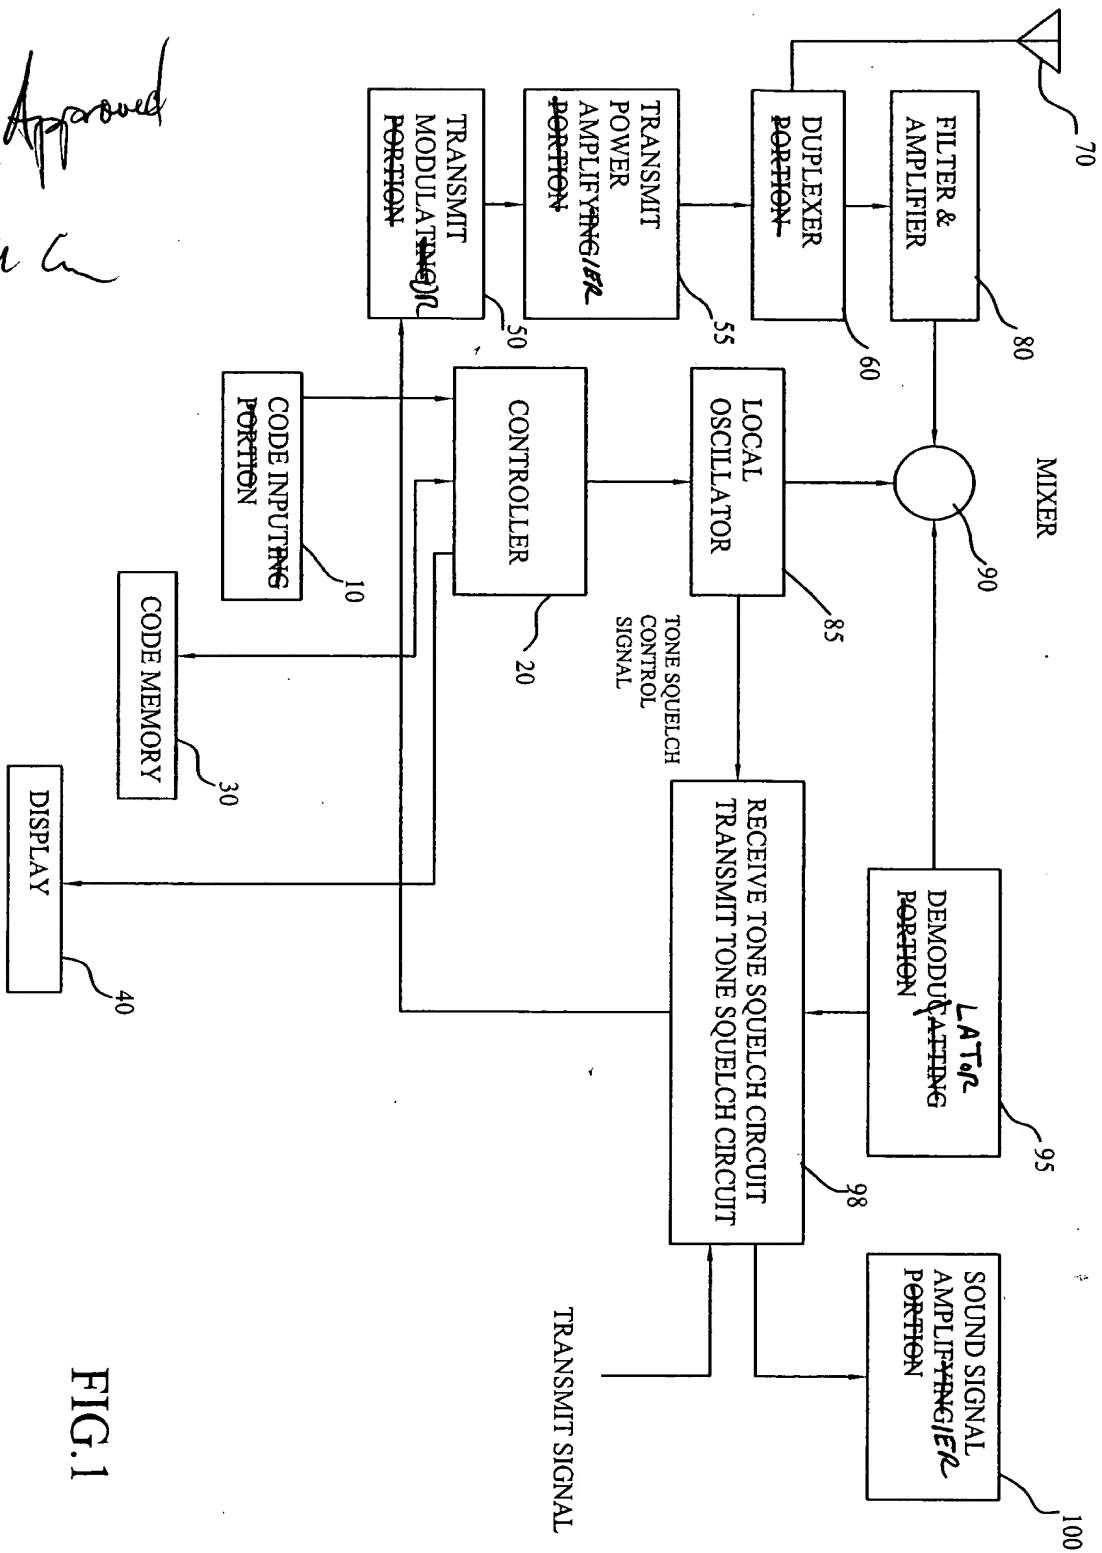 70
FILTER &
AMPLIFIER
80
MIXER
90
LATOR
DEMODUCATTING
PORTION
95
SOUND SIGNAL
AMPLIFYING IER
PORTION
100
DUPLEXER
PORTION
60
LOCAL
OSCILLATOR
85
TONE SQUELCH
CONTROL
SIGNAL
RECEIVE TONE SQUELCH CIRCUIT
TRANSMIT TONE SQUELCH CIRCUIT
98
TRANSMIT
POWER
AMPLIFYING IER
PORTION
55
CONTROLLER
20
TRANSMIT SIGNAL
TRANSMIT
MODULATING OR
PORTION
50
CODE INPUTING
PORTION
10
CODE MEMORY
30
DISPLAY
40
Approved
FIG.1